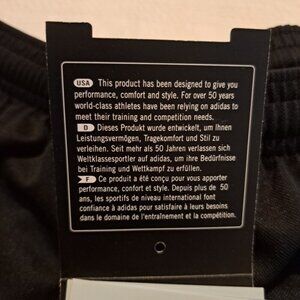 USA This product has been designed to give you
performance, comfort and style. For over 50 years
world-class athletes have been relying on adidas to
meet their training and competition needs.
D Dieses Produkt wurde entwickelt, um Ihnen
Leistungsvermögen, Tragekomfort und Stil zu
verleihen. Seit mehr als 50 Jahren verlassen sich
Weltklassesportler auf adidas, um ihre Bedürfnisse
bei Training und Wettkampf zu erfüllen.
F Ce produit a été conçu pour vous apporter
performance, confort et style. Depuis plus de 50
ans, les sportifs de niveau international font
confiance à adidas pour satisfaire à leurs besoins
dans le domaine de l'entraînement et la compétition.